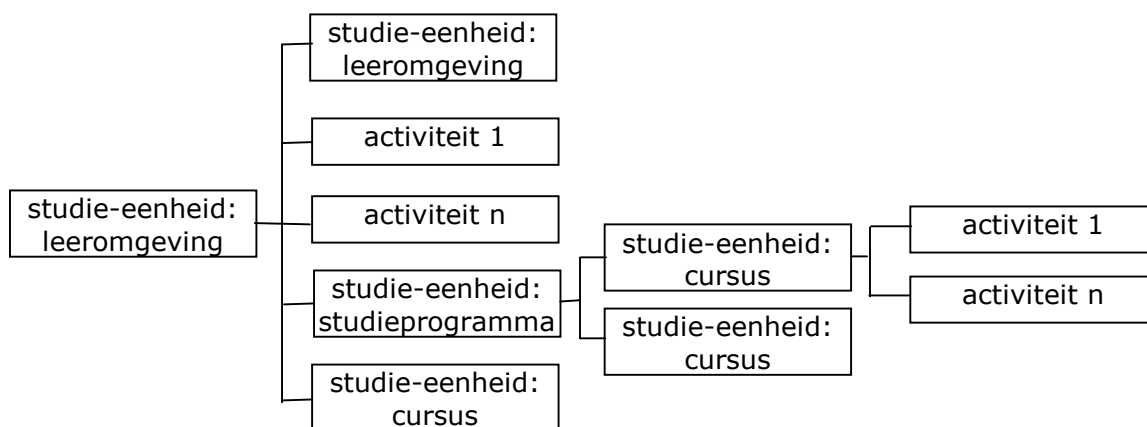 studie-eenheid:
leeromgeving
activiteit 1
activiteit n
studie-eenheid:
leeromgeving
studie-eenheid:
studieprogramma
studie-eenheid:
cursus
studie-eenheid:
cursus
studie-eenheid:
cursus
activiteit 1
activiteit n